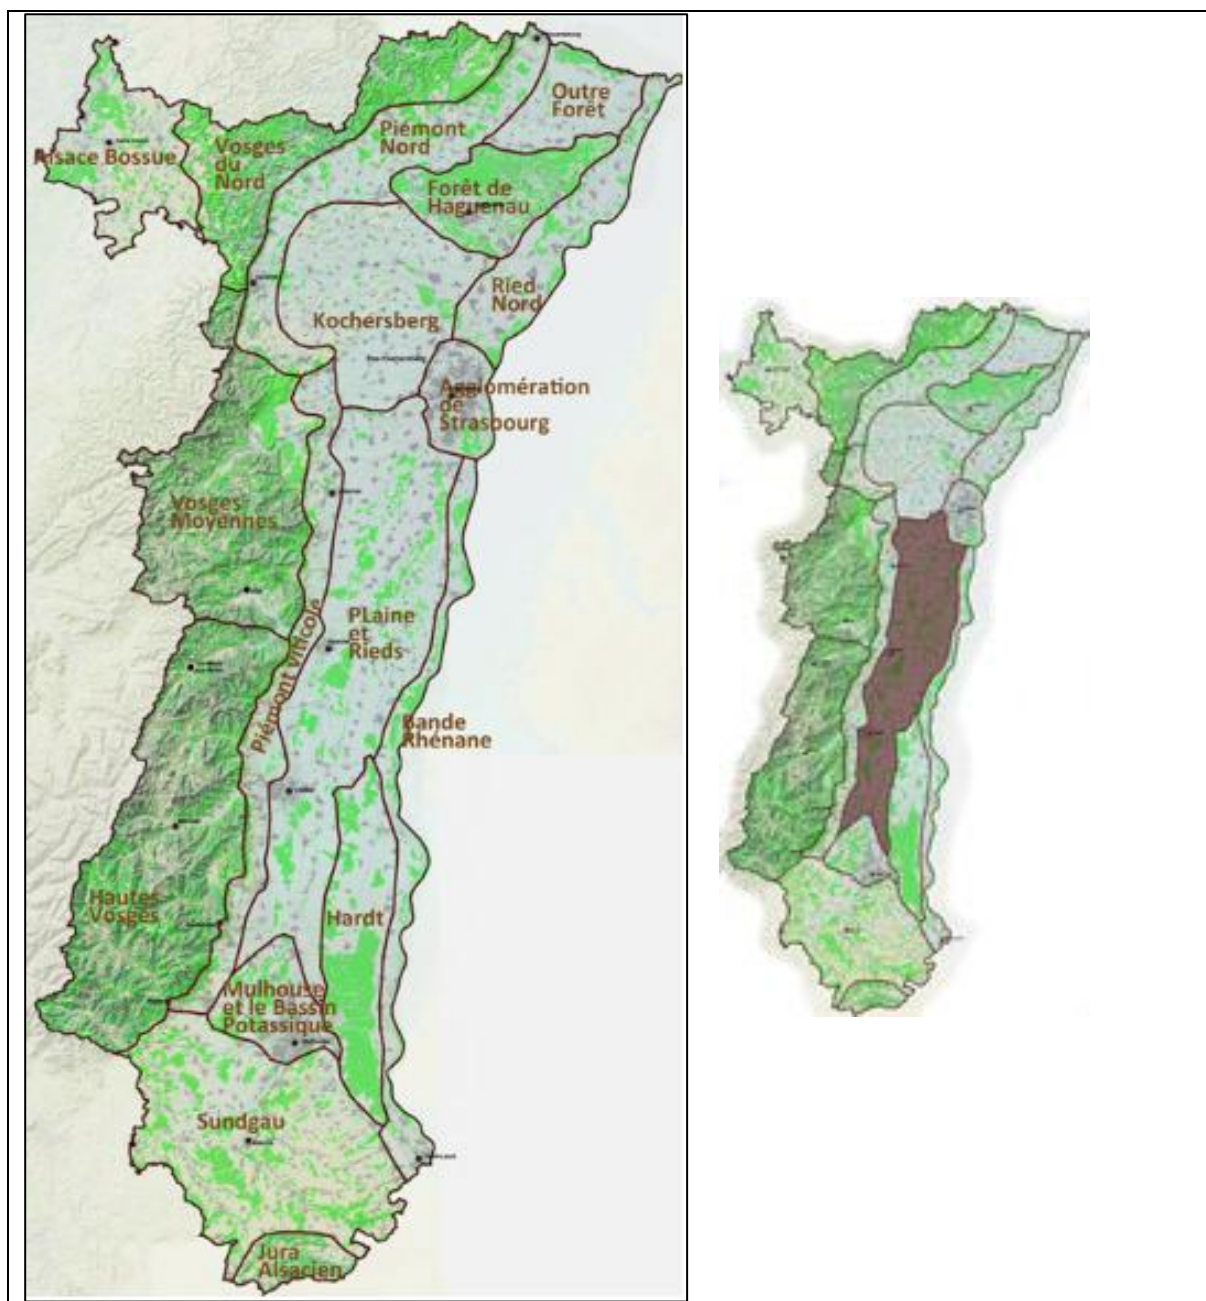 Outre
Forêt
Piémont
Nord
Alsace Bossue
Vosges
du
Nord
Forêt de
Haguenau
Ried
Nord
Kochersberg
Agglomération
de
Strasbourg
Vosges
Moyennes
PLaine
et
Rieds
Piémont viticole
Bande
Rhénane
Hautes
Vosges
Hardt
Mulhouse
et le Bassin
Potassique
Sundgau
Jura
Alsacien